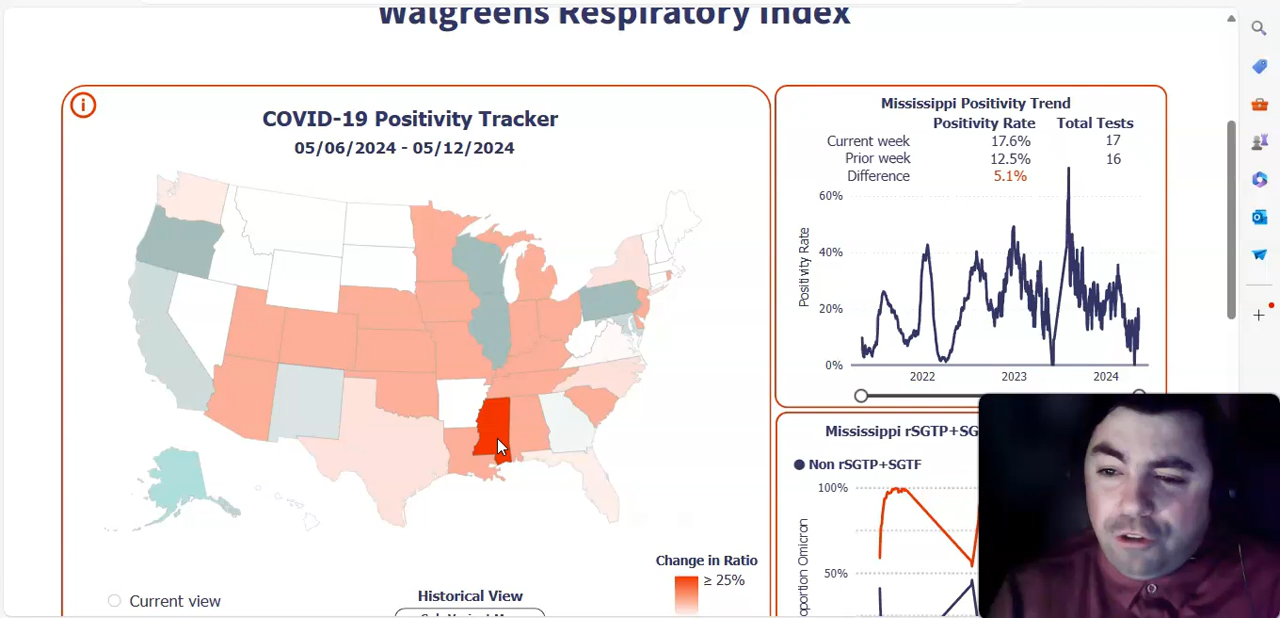 Walgreens Respiratory Index
i
COVID-19 Positivity Tracker
05/06/2024 - 05/12/2024
Change in Ratio
≥ 25%
Historical View
Current view
Mississippi Positivity Trend
Positivity Rate Total Tests
Current week 17.6% 17
Prior week 12.5% 16
Difference 5.1%
Positivity Rate
60%
40%
20%
0%
2022 2023 2024
Mississippi rSGTP+SG
Non rSGTP+SGTF
100%
50%
oportion Omicron